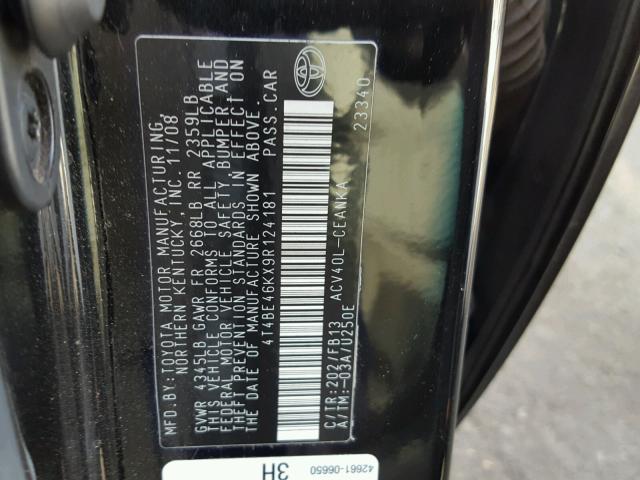 MFD.BY:TOYOTA MOTOR MANUFACTURING,
NORTHERN KENTUCKY, INC. 11/08
GVWR 4345LB GAWR FR 2668LB RR 2359LB
THIS VEHICLE CONFORMS TO ALL APPLICABLE
FEDERAL MOTOR VEHICLE SAFETY, BUMPER AND
THEFT PREVENTION STANDARDS IN EFFECT ON
THE DATE OF MANUFACTURE SHOWN ABOVE.
4T4BE46KX9R124181 PASS. CAR
C/TR:202/FB13 ACV40L-CEANKA
A/TM:-03A/U250E 23340
42661-06650
3H